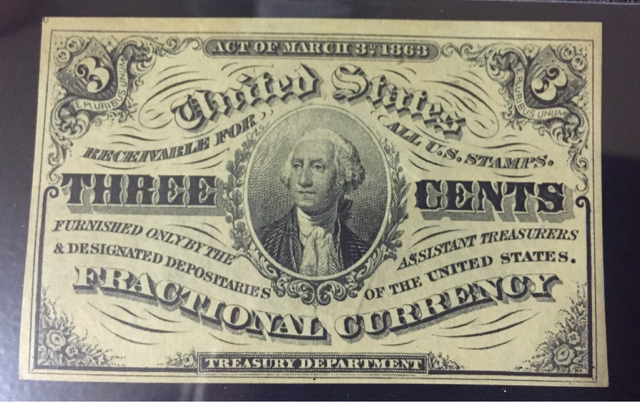 ACT OF MARCH 3D 1863
3
3
E PLURIBUS UNUM
E PLURIBUS UNUM
United States
RECEIVABLE FOR ALL U.S. STAMPS.
THREE CENTS
FURNISHED ONLY BY THE ASSISTANT TREASURERS
& DESIGNATED DEPOSITARIES OF THE UNITED STATES.
FRACTIONAL CURRENCY
TREASURY DEPARTMENT